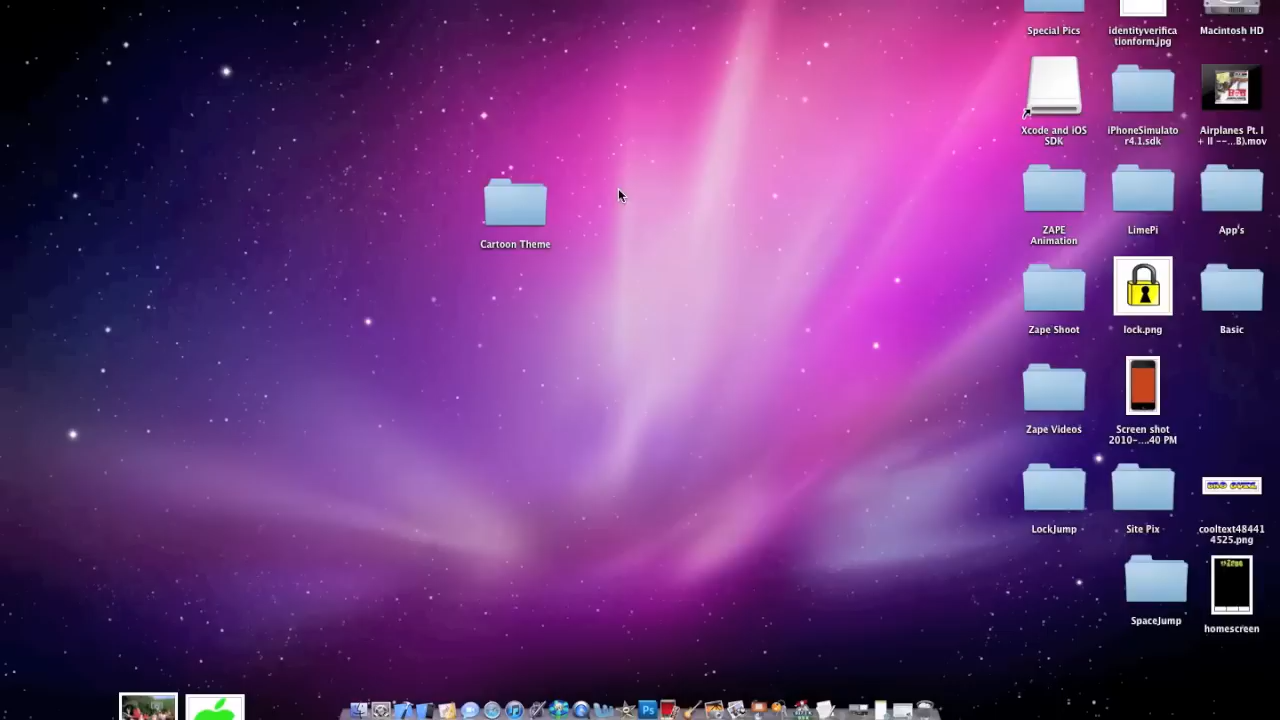 Special Pics
identityverifica
tionform.jpg
Macintosh HD
Xcode and iOS
SDK
iPhoneSimulato
r4.1.sdk
Airplanes Pt. I
+ II --...B).mov
Cartoon Theme
ZAPE
Animation
LimePi
App's
Zape Shoot
lock.png
Basic
Zape Videos
Screen shot
2010-....40 PM
LockJump
Site Pix
cooltext48441
4525.png
SpaceJump
homescreen
Ps